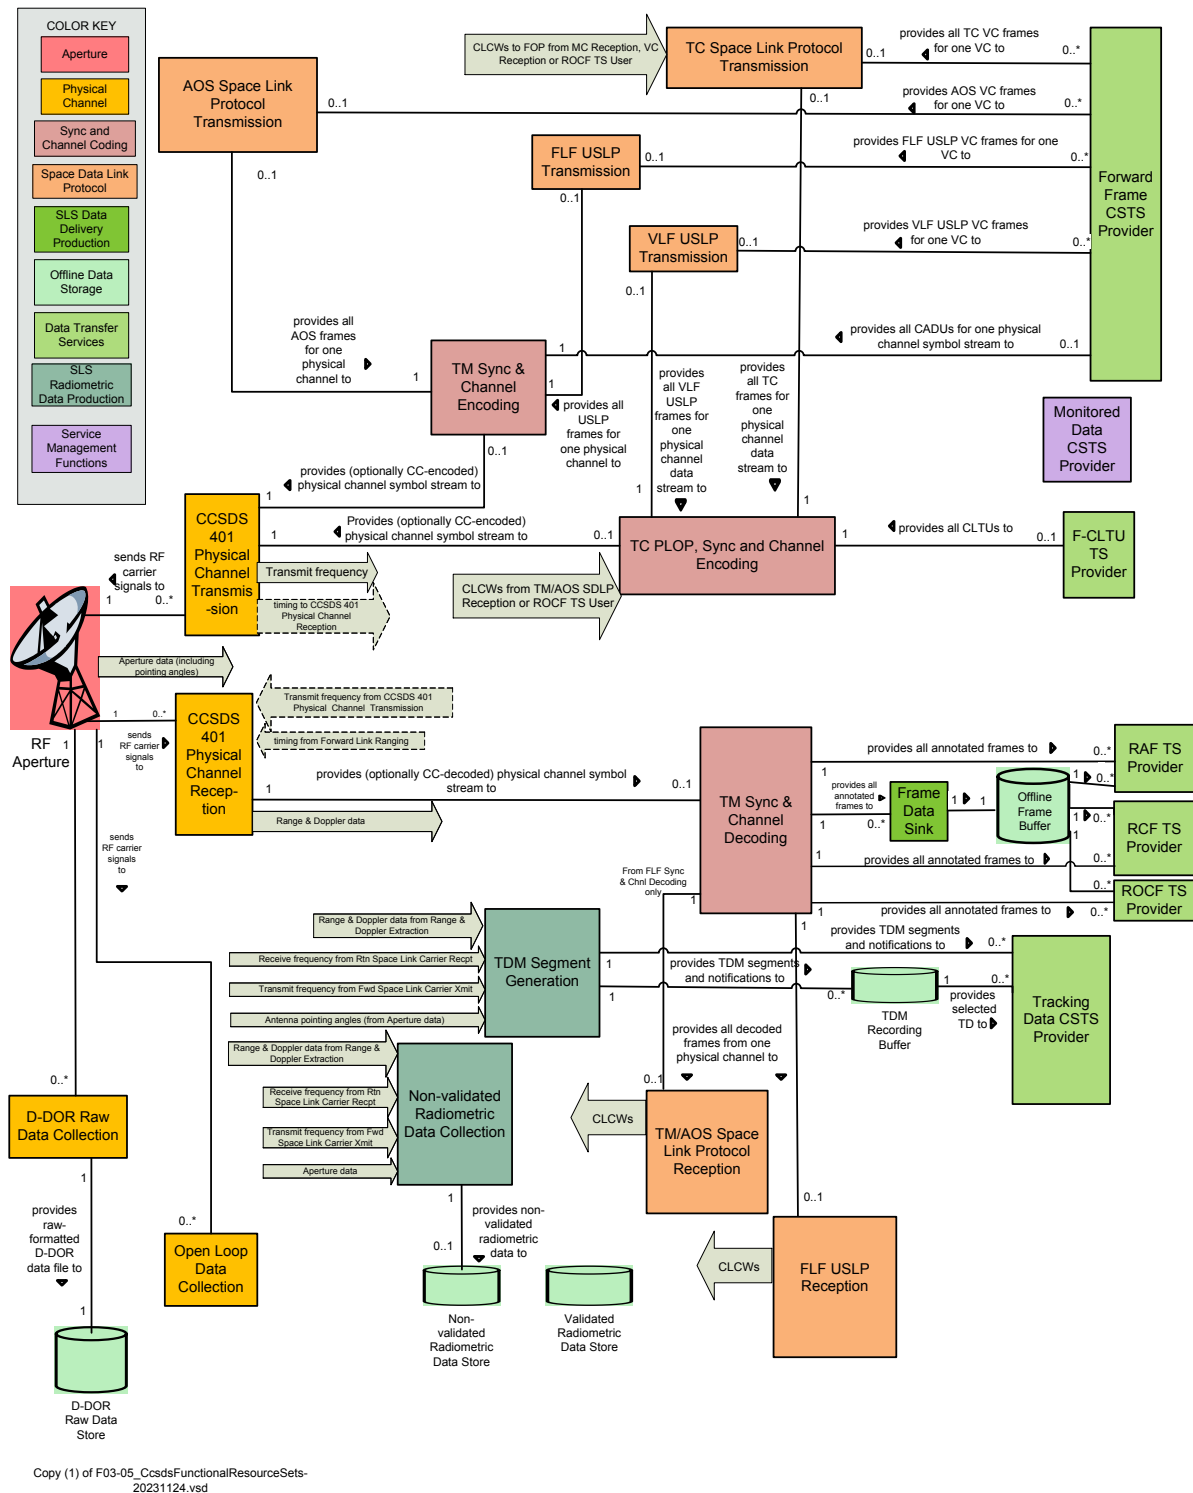 COLOR KEY
Aperture
Physical
Channel
Sync and
Channel Coding
Space Data Link
Protocol
SLS Data
Delivery
Production
Offline Data
Storage
Data Transfer
Services
SLS
Radiometric
Data Production
Service
Management
Functions
AOS Space Link
Protocol
Transmission
0..1
0..1
CLCWs to FOP from MC Reception, VC
Reception or ROCF TS User
TC Space Link Protocol
Transmission
0..1
0..1
provides all TC VC frames
for one VC to
0..*
provides AOS VC frames
for one VC to
0..*
FLF USLP
Transmission
0..1
0..1
provides FLF USLP VC frames for one
VC to
0..*
VLF USLP
Transmission
0..1
0..1
provides VLF USLP VC frames
for one VC to
0..*
Forward
Frame
CSTS
Provider
provides all CADUs for one physical
channel symbol stream to
1
0..1
provides all
AOS frames
for one
physical
channel to
1
TM Sync &
Channel
Encoding
1
0..1
provides all
USLP
frames for
one physical
channel to
provides
all VLF
USLP
frames for
one
physical
channel data
stream to
1
provides
all TC
frames for
one
physical
channel
data
stream to
1
Monitored
Data
CSTS
Provider
provides (optionally CC-encoded)
physical channel symbol stream to
1
CCSDS
401
Physical
Channel
Transmis-
-sion
Provides (optionally CC-encoded)
physical channel symbol stream to
1
0..1
TC PLOP, Sync and Channel
Encoding
1
provides all CLTUs to
0..1
F-CLTU
TS
Provider
sends RF
carrier
signals to
1
0..*
Transmit frequency
timing to CCSDS 401
Physical Channel
Reception
CLCWs from TM/AOS SDLP
Reception or ROCF TS User
Aperture data (including
pointing angles)
RF
Aperture
1
1
1
0..*
sends
RF carrier
signals
to
CCSDS
401
Physical
Channel
Recep-
tion
Transmit frequency from CCSDS 401
Physical Channel Transmission
timing from Forward Link Ranging
provides (optionally CC-decoded) physical channel symbol
stream to
1
0..1
Range & Doppler data
TM Sync &
Channel
Decoding
provides all annotated frames to
1
0..*
RAF TS
Provider
provides all
annotated
frames to
1
0..*
Frame
Data
Sink
1
1
Offline
Frame
Buffer
1
0..*
1
0..*
1
0..*
RCF TS
Provider
provides all annotated frames to
1
0..*
ROCF TS
Provider
provides all annotated frames to
1
0..*
sends
RF carrier
signals
to
From FLF Sync
& Chnl Decoding
only
1
1
Range & Doppler data from Range &
Doppler Extraction
Receive frequency from Rtn Space Link Carrier Recpt
Transmit frequency from Fwd Space Link Carrier Xmit
Antenna pointing angles (from Aperture data)
TDM Segment
Generation
provides TDM segments
and notifications to
1
0..*
provides TDM segments
and notifications to
1
0..*
TDM
Recording
Buffer
1
0..*
provides
selected
TD to
Tracking
Data CSTS
Provider
Range & Doppler data from Range &
Doppler Extraction
Receive frequency from Rtn
Space Link Carrier Recpt
Transmit frequency from Fwd
Space Link Carrier Xmit
Aperture data
Non-validated
Radiometric
Data Collection
provides all decoded
frames from one
physical channel to
0..1
CLCWs
TM/AOS Space
Link Protocol
Reception
0..1
0..*
D-DOR Raw
Data Collection
1
provides
raw-
formatted
D-DOR
data file to
1
D-DOR
Raw Data
Store
0..*
Open Loop
Data
Collection
1
provides non-
validated
radiometric
data to
0..1
Non-
validated
Radiometric
Data Store
Validated
Radiometric
Data Store
CLCWs
FLF USLP
Reception
Copy (1) of F03-05_CcsdsFunctionalResourceSets-
20231124.vsd